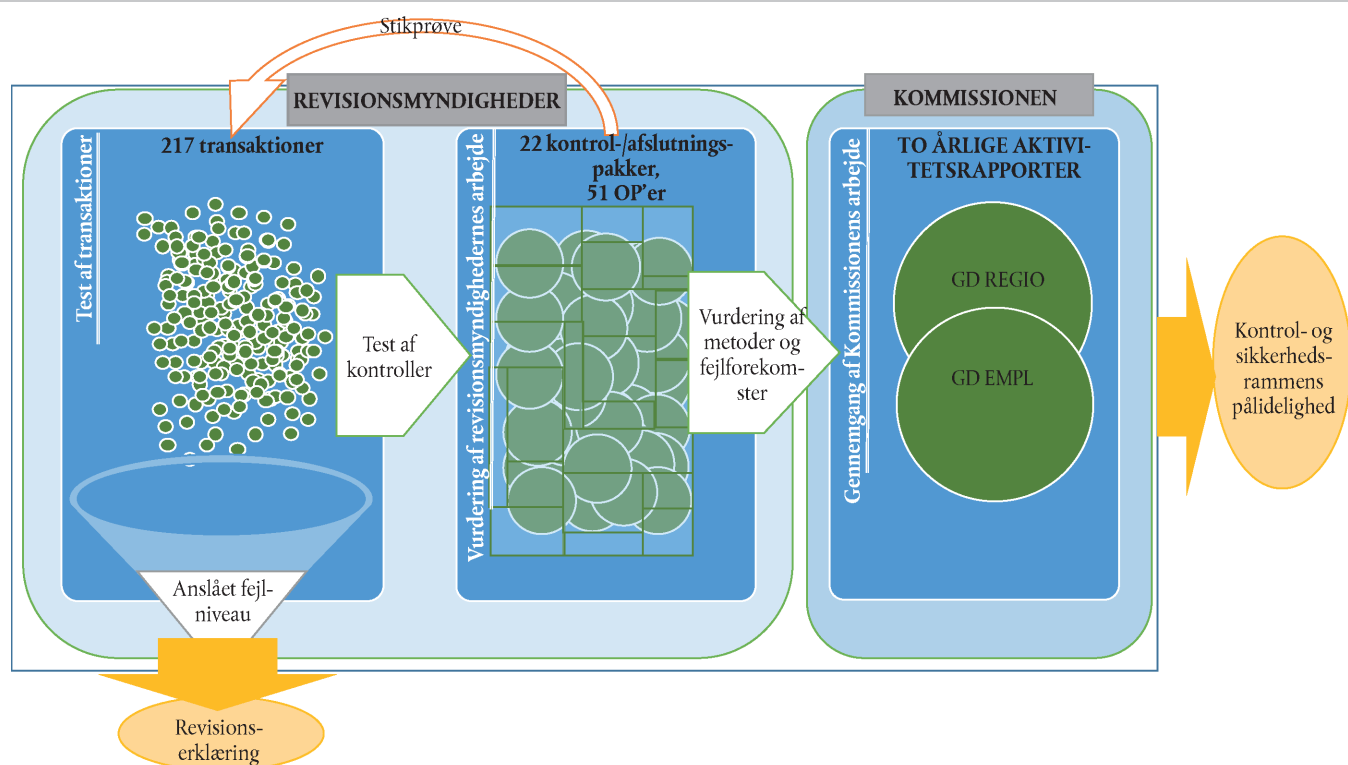 Stikprøve
REVISIONSMYNDIGHEDER
KOMMISSIONEN
Test af transaktioner
217 transaktioner
Anslået fejl-
niveau
Revisions-
erklæring
Test af
kontroller
Vurdering af revisionsmyndighedernes arbejde
22 kontrol-/afslutnings-
pakker,
51 OP’er
Vurdering af
metoder og
fejlforekom-
ster
Gennemgang af Kommissionens arbejde
TO ÅRLIGE AKTIVI-
TETSRAPPORTER
GD REGIO
GD EMPL
Kontrol- og
sikkerheds-
rammens
pålidelighed